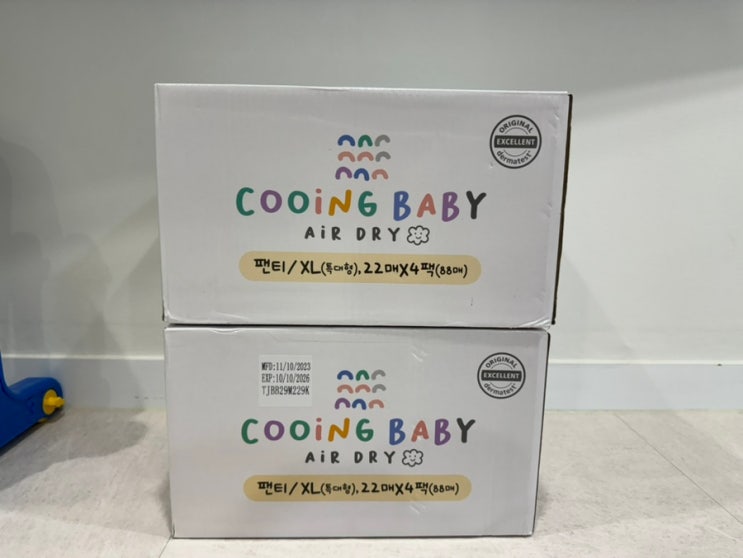 ORIGINAL
EXCELLENT
dermatest
COOiNG BABY
AiR DRY
팬티/XL(특대형), 22매X4팩(88매)
MFD:11/10/2023
EXP:10/10/2026
TJBB29M229K
ORIGINAL
EXCELLENT
dermatest
COOiNG BABY
AiR DRY
팬티/XL(특대형), 22매X4팩(88매)